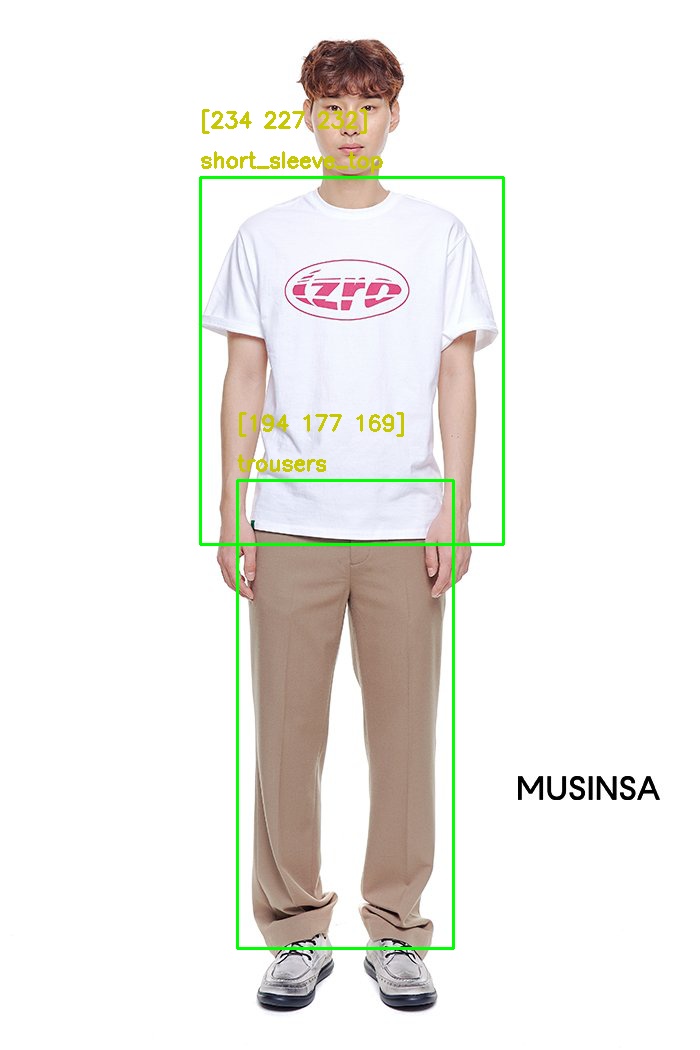 [234 227 232]
short_sleeve_top
izro
[194 177 169]
trousers
MUSINSA